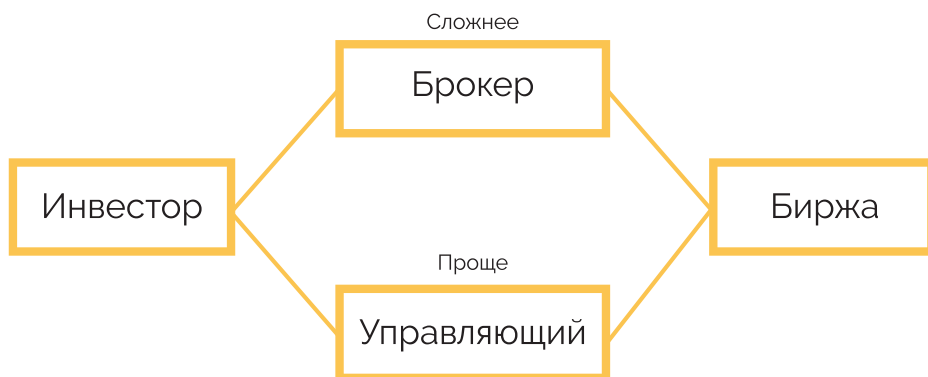 Сложнее
Брокер
Инвестор
Биржа
Проще
Управляющий